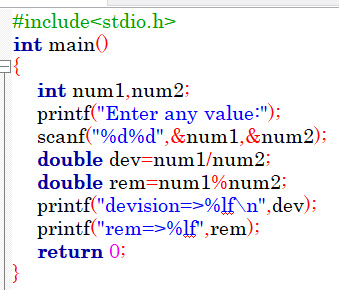 #include<stdio.h>
int main()
{
int num1,num2;
printf("Enter any value:");
scanf("%d%d",&num1,&num2);
double dev=num1/num2;
double rem=num1%num2;
printf("devision=>%lf\n",dev);
printf("rem=>%lf",rem);
return 0;
}